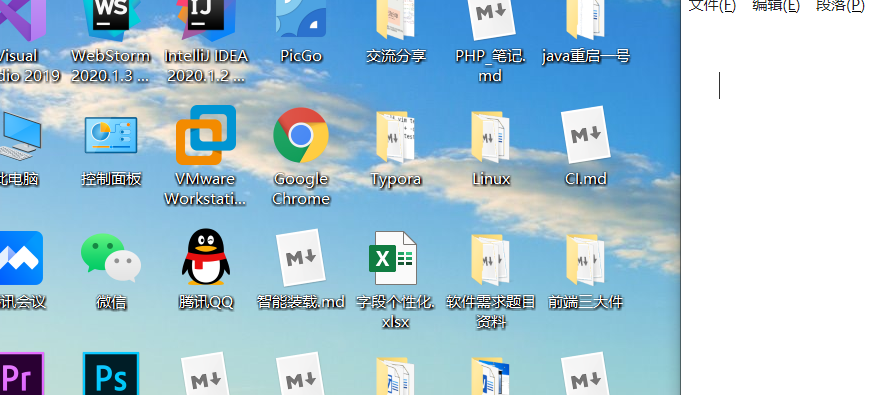 文件(F) 编辑(E) 段落(P)
WS
IJ
M
Visual
WebStorm
IntelliJ IDEA
PicGo
交流分享
PHP_笔记.
java重启一号
dio 2019
2020.1.3 ...
2020.1.2 ...
md
M
此电脑
控制面板
VMware
Google
Typora
Linux
CI.md
Workstati...
Chrome
M
X
腾讯会议
微信
腾讯QQ
智能装载.md
字段个性化.
软件需求题目
前端三大件
xlsx
资料
Pr
Ps
M
M
M